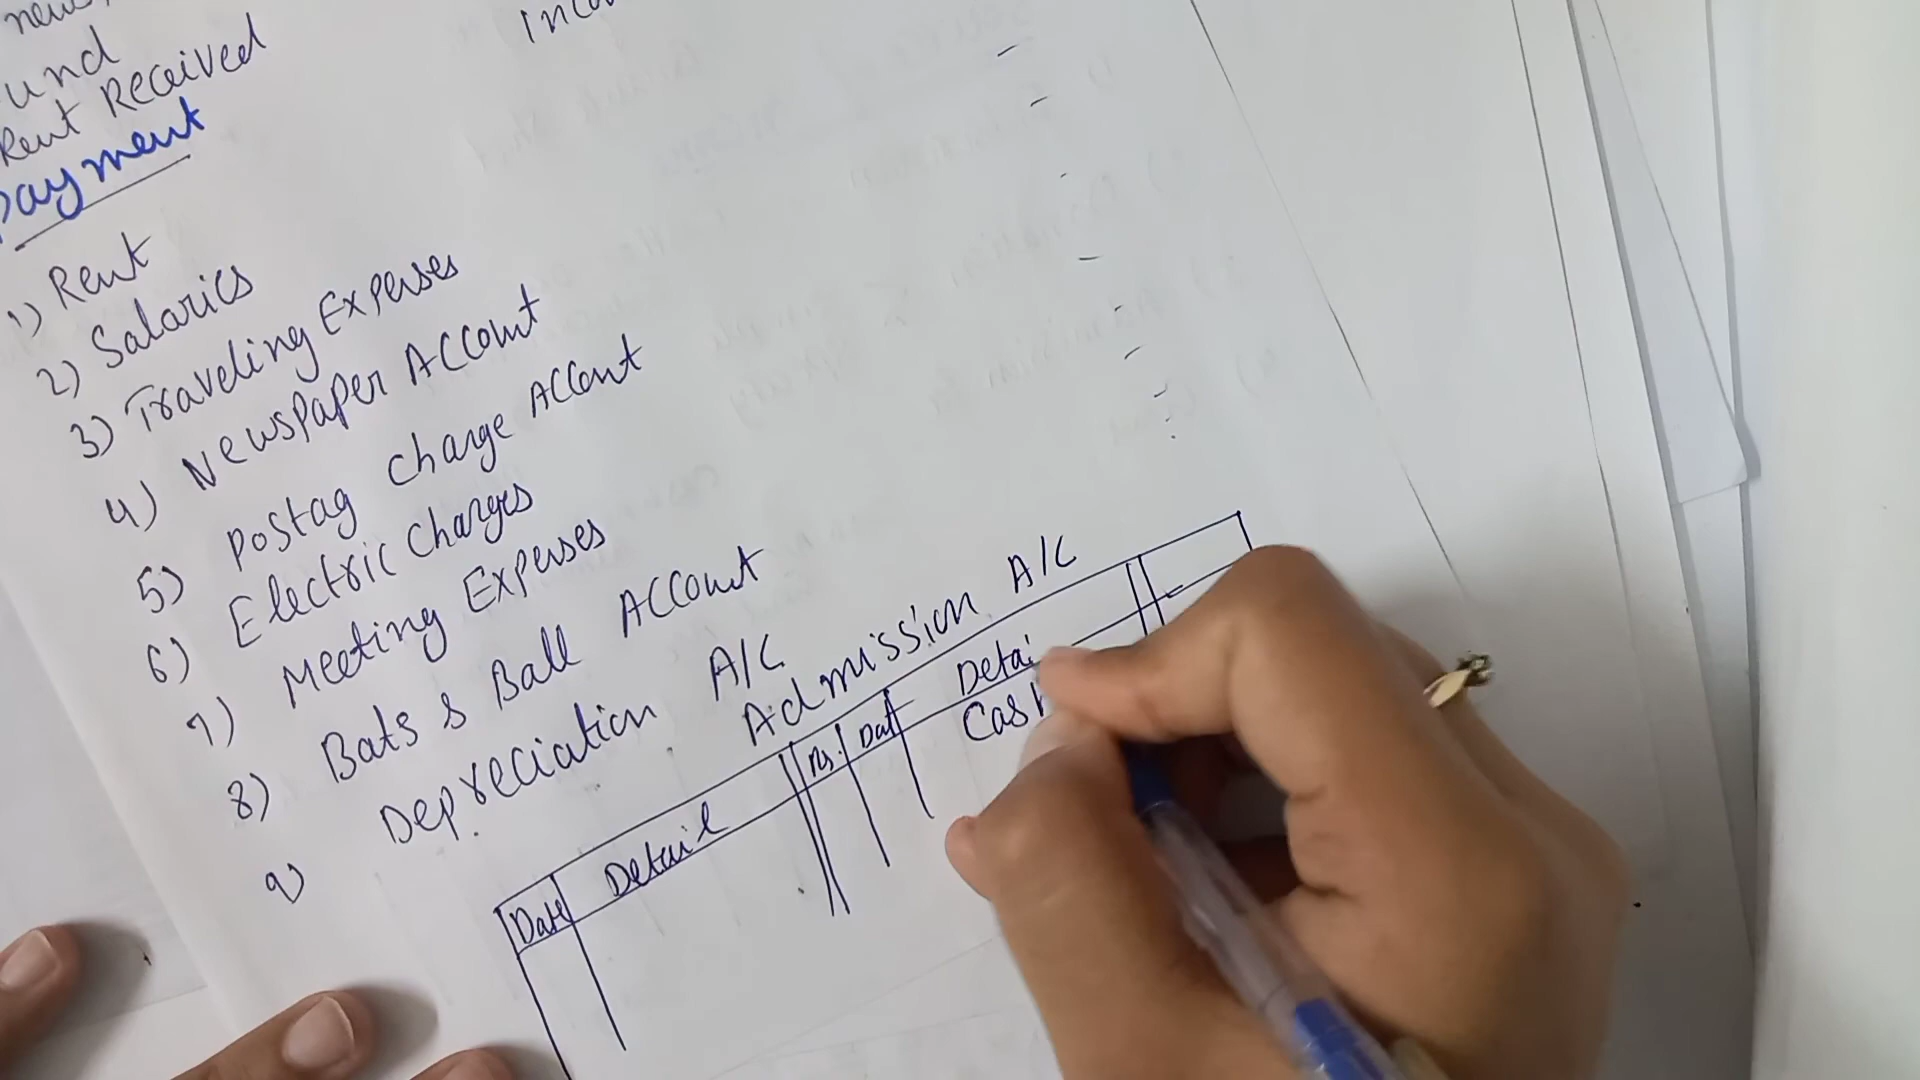 und
Rent Received
payment
1) Rent
2) Salaries
3) Traveling Expenses
4) Newspaper Account
5) Postag charge Account
6) Electric Charges
7) Meeting Expenses
8) Bats & Ball Account
9) Depreciation A/C
Admission A/C
Date Detail Rs. Dat Detai
Cash